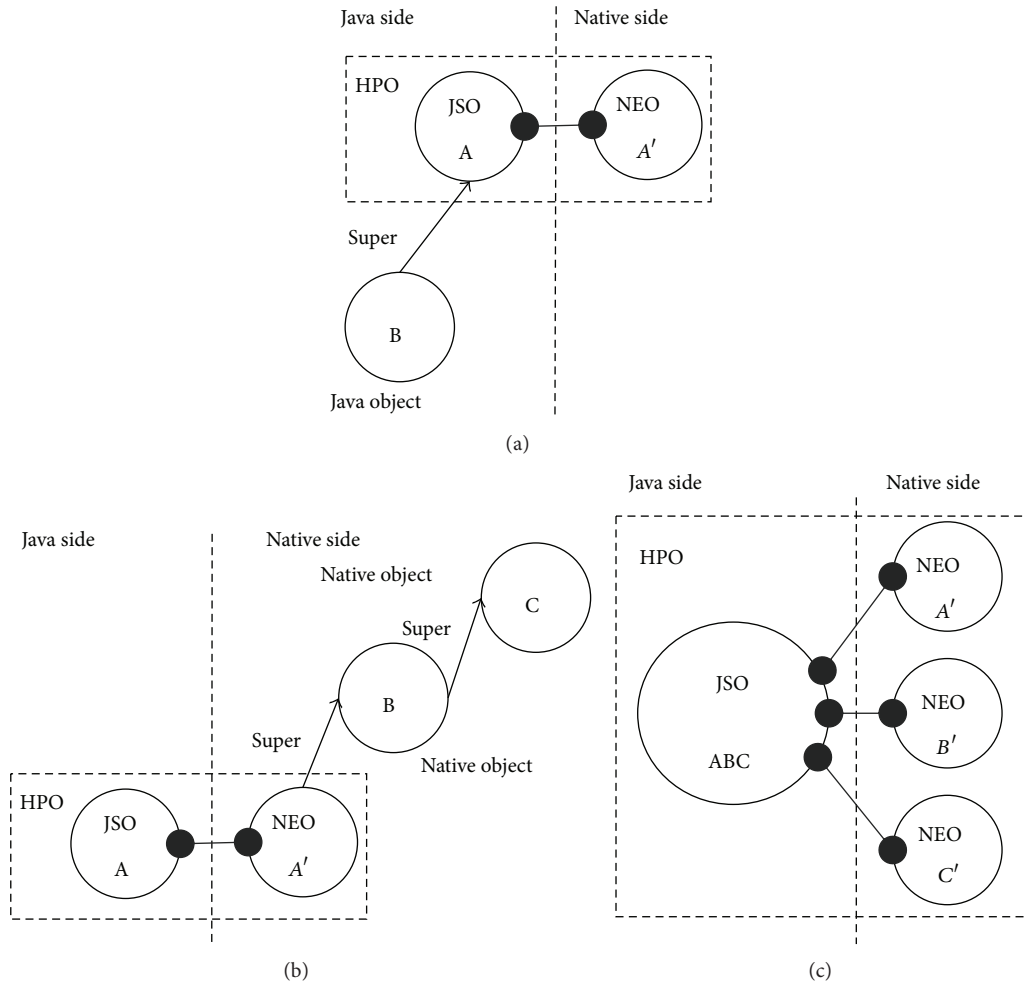 Java side
Native side
HPO
JSO
A
NEO
A′
Super
B
Java object
(a)
Java side
Native side
Native object
C
Super
B
Super
Native object
HPO
JSO
A
NEO
A′
(b)
Java side
Native side
HPO
NEO
A′
JSO
ABC
NEO
B′
NEO
C′
(c)